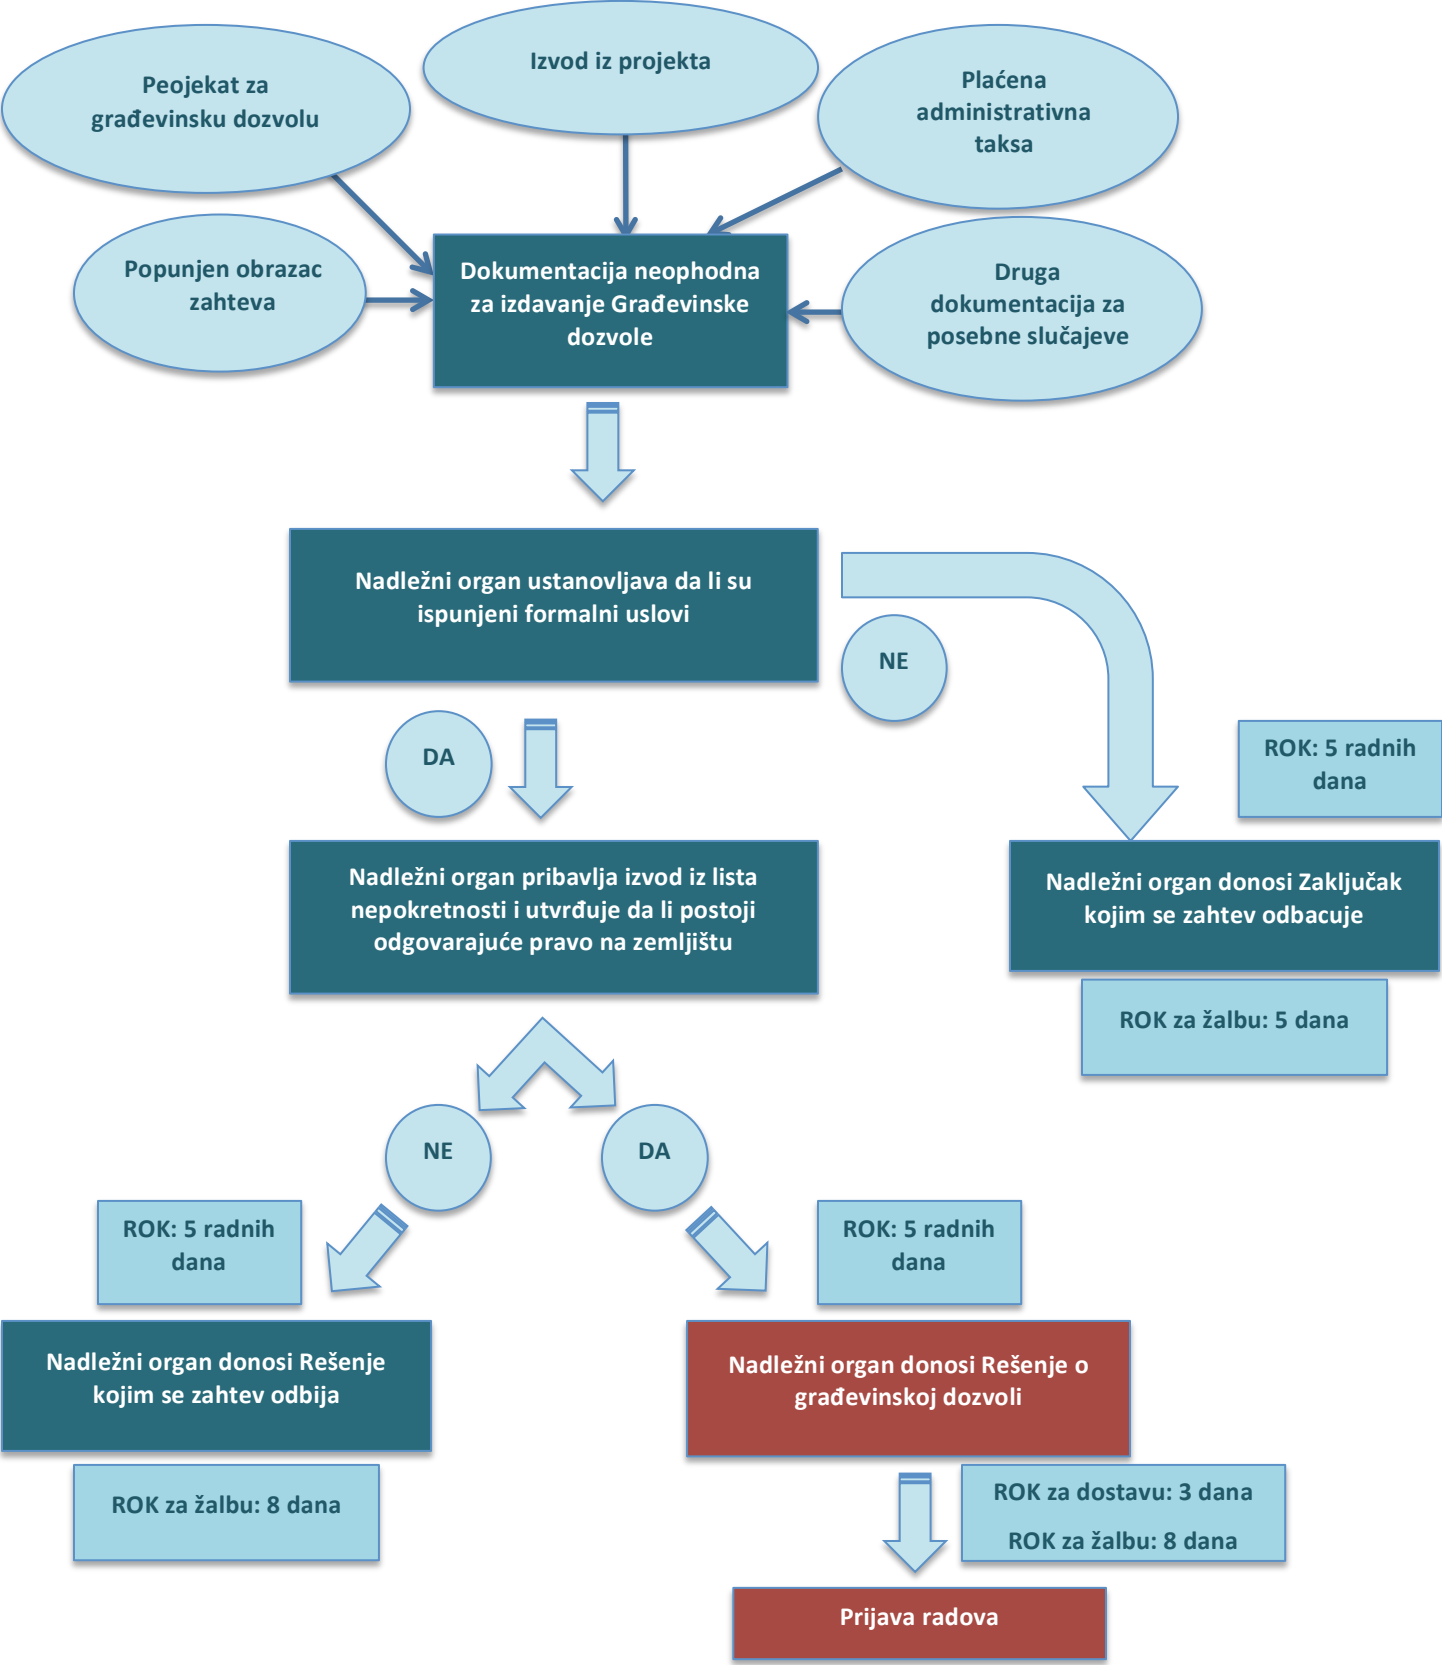 Izvod iz projekta
Peojekat za
građevinsku dozvolu
Plaćena
administrativna
taksa
Popunjen obrazac
zahteva
Dokumentacija neophodna
za izdavanje Građevinske
dozvole
Druga
dokumentacija za
posebne slučajeve
Nadležni organ ustanovljava da li su
ispunjeni formalni uslovi
NE
DA
ROK: 5 radnih
dana
Nadležni organ pribavlja izvod iz lista
nepokretnosti i utvrđuje da li postoji
odgovarajuće pravo na zemljištu
Nadležni organ donosi Zaključak
kojim se zahtev odbacuje
ROK za žalbu: 5 dana
NE
DA
ROK: 5 radnih
dana
ROK: 5 radnih
dana
Nadležni organ donosi Rešenje
kojim se zahtev odbija
Nadležni organ donosi Rešenje o
građevinskoj dozvoli
ROK za žalbu: 8 dana
ROK za dostavu: 3 dana
ROK za žalbu: 8 dana
Prijava radova